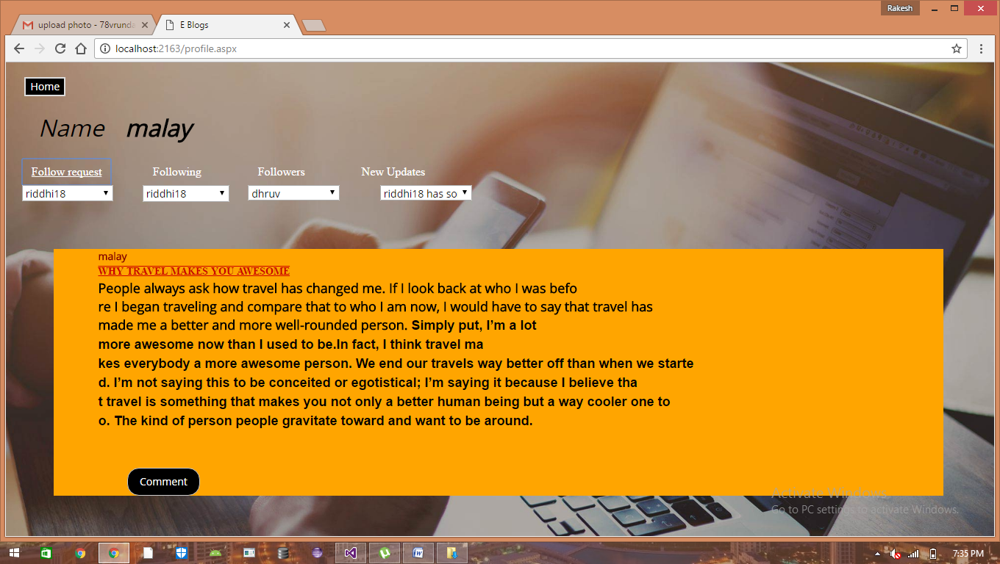 Rakesh
upload photo - 78vrunda
E Blogs
localhost:2163/profile.aspx
Home
Name malay
Follow request Following Followers New Updates
riddhi18 riddhi18 dhruv riddhi18 has so
malay
WHY TRAVEL MAKES YOU AWESOME
People always ask how travel has changed me. If I look back at who I was befo
re I began traveling and compare that to who I am now, I would have to say that travel has
made me a better and more well-rounded person. Simply put, I’m a lot
more awesome now than I used to be.In fact, I think travel ma
kes everybody a more awesome person. We end our travels way better off than when we starte
d. I’m not saying this to be conceited or egotistical; I’m saying it because I believe tha
t travel is something that makes you not only a better human being but a way cooler one to
o. The kind of person people gravitate toward and want to be around.
Comment
Activate Windows
Go to PC settings to activate Windows.
7:35 PM